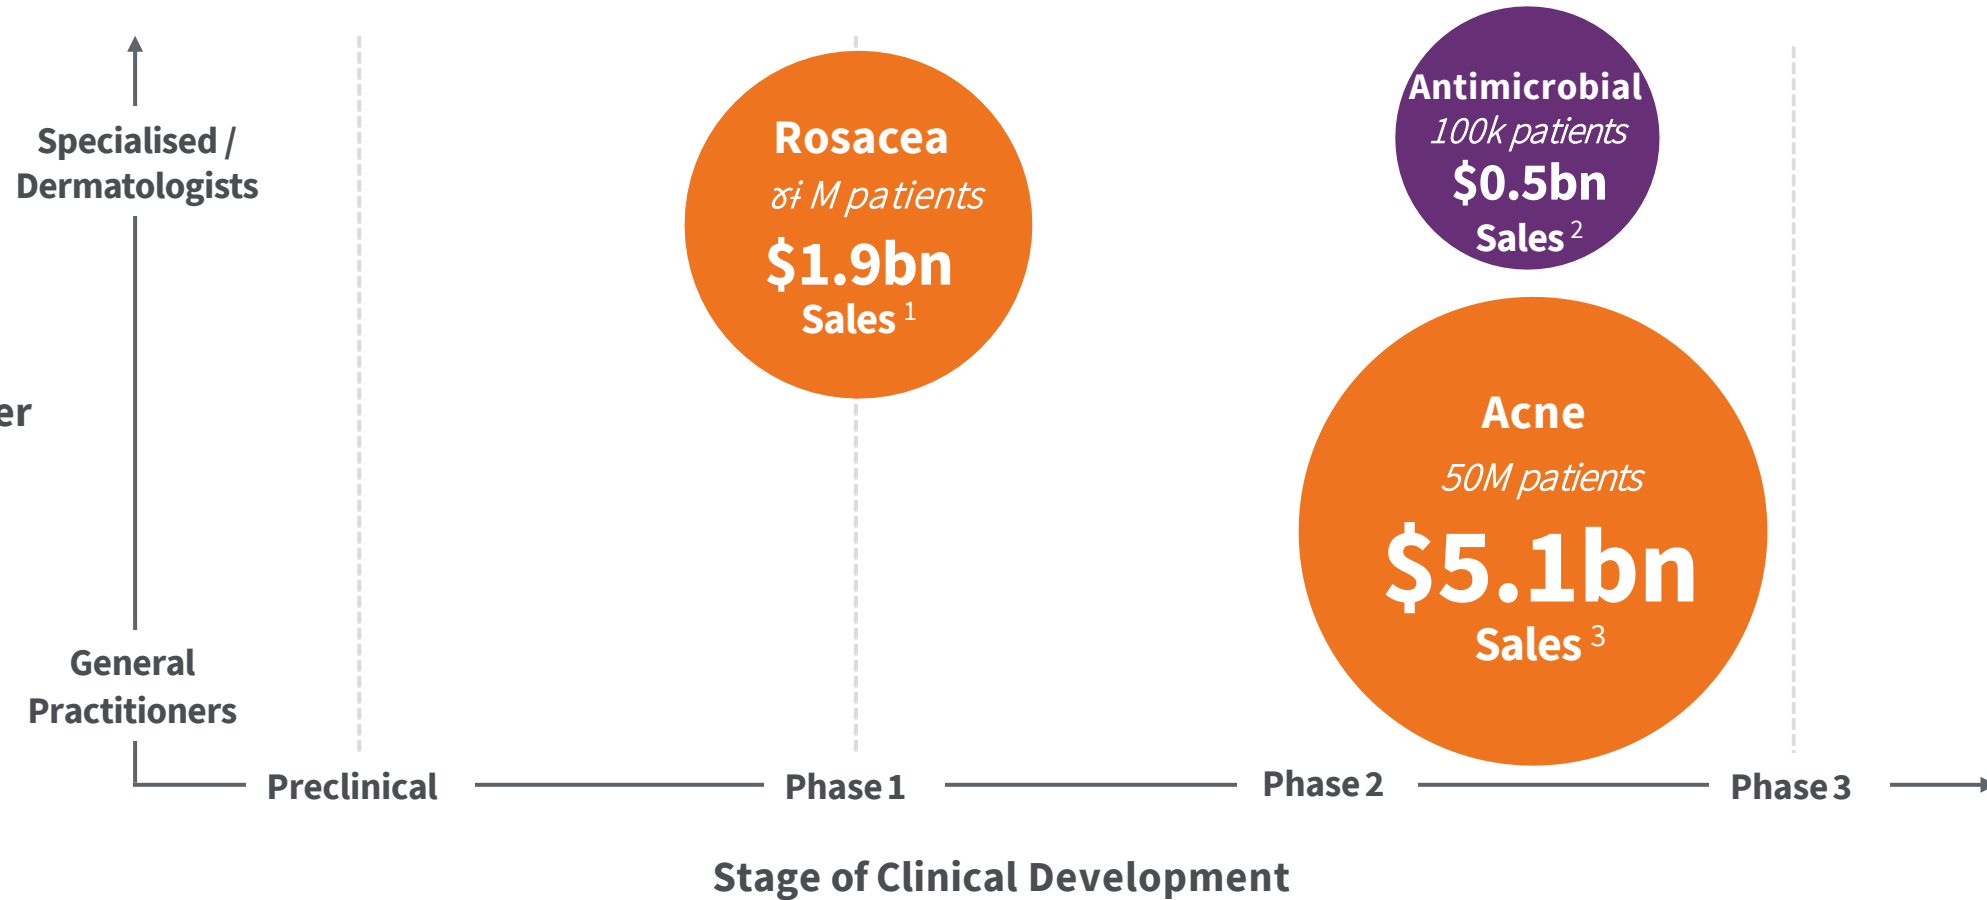 Specialised /
Dermatologists
er
General
Practitioners
Rosacea
M patients
$1.9bn
Sales 1
Antimicrobial
100k patients
$0.5bn
Sales 2
Acne
50M patients
$5.1bn
Sales 3
Preclinical
Phase 1
Phase 2
Phase 3
Stage of Clinical Development